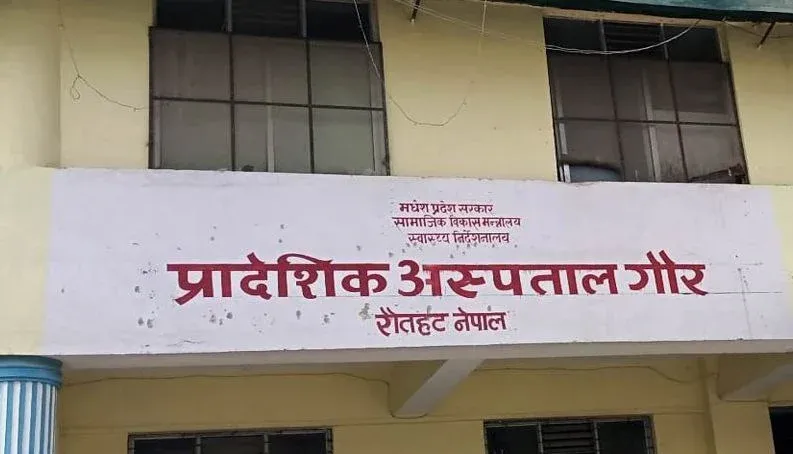 मधेश प्रदेश सरकार
सामाजिक विकास मन्त्रालय
स्वास्थ्य निर्देशनालय
प्रादेशिक अस्पताल गौर
रौतहट नेपाल